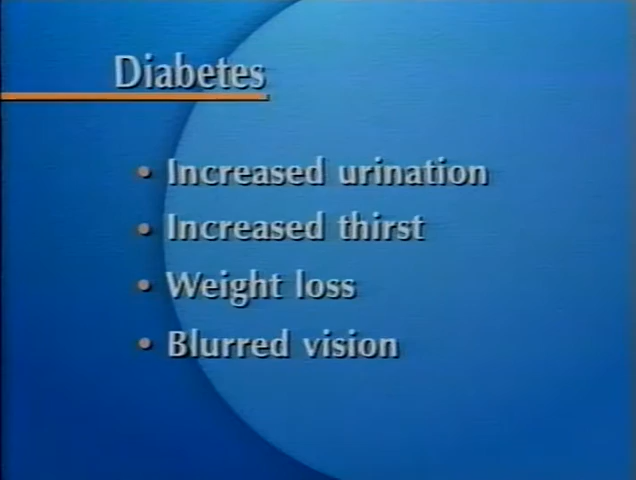 Diabetes
• Increased urination
• Increased thirst
• Weight loss
• Blurred vision